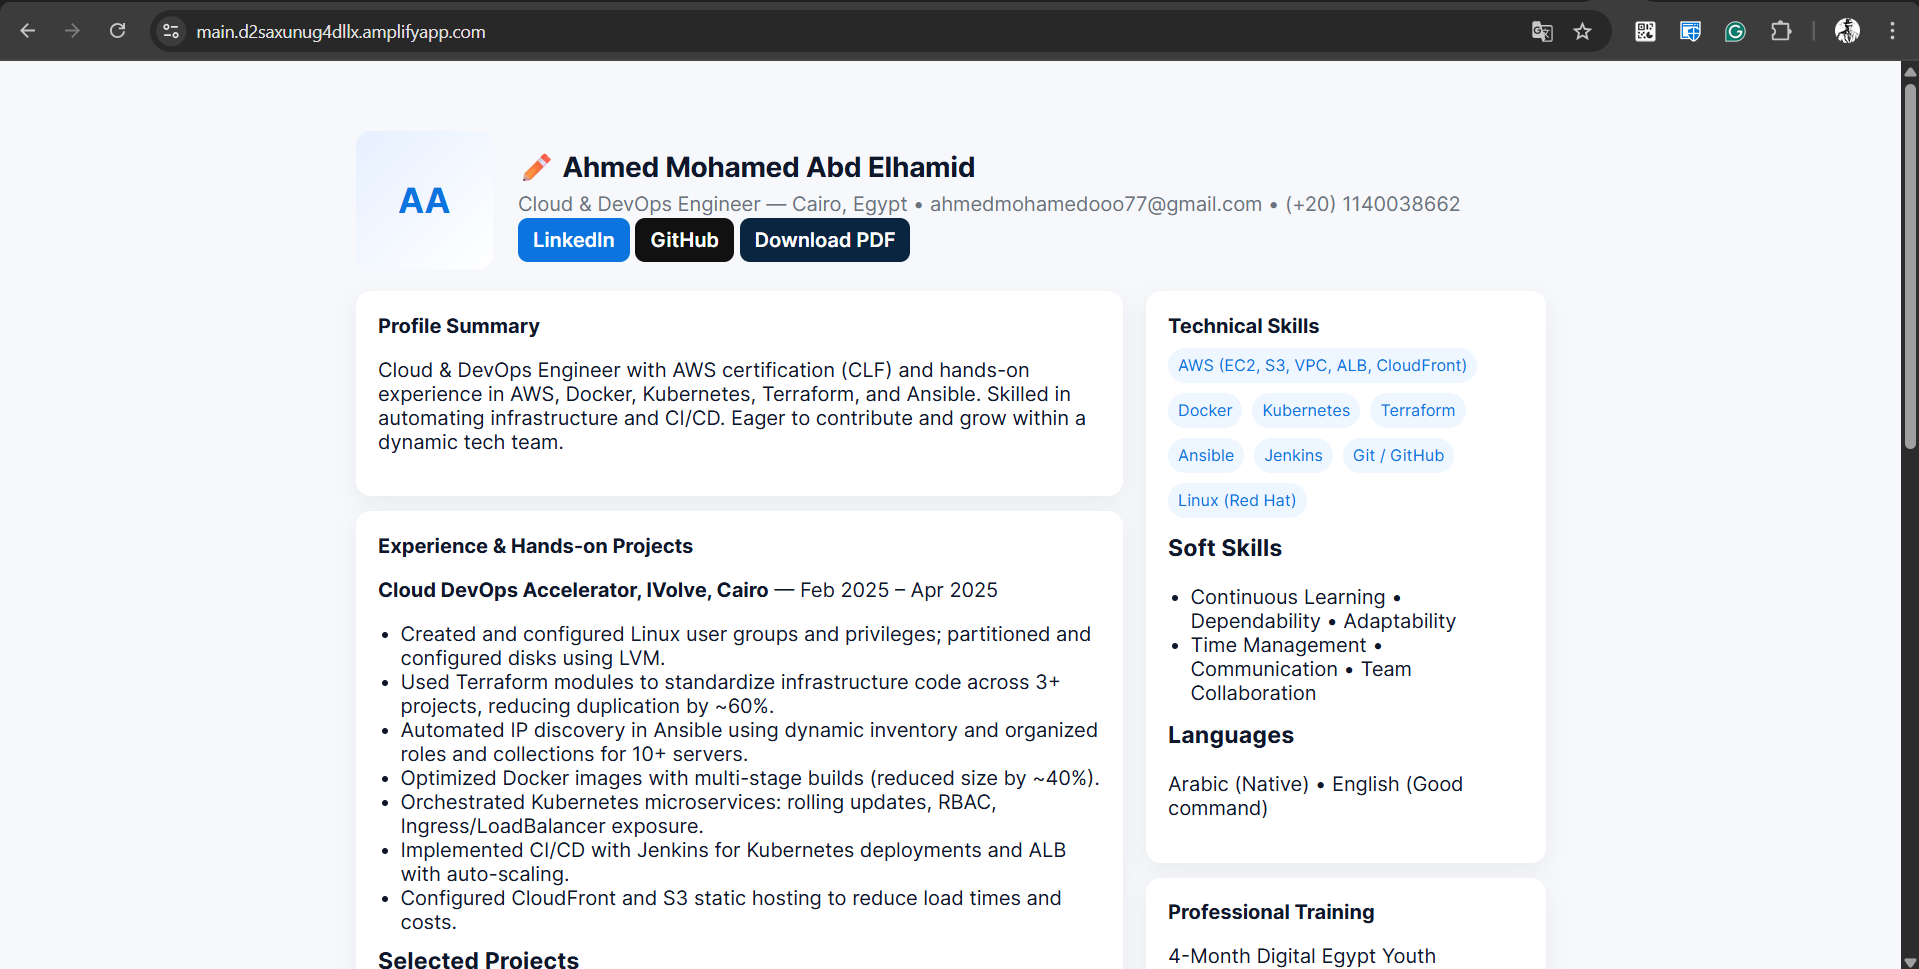 main.d2saxunug4dllx.amplifyapp.com
AA
Ahmed Mohamed Abd Elhamid
Cloud & DevOps Engineer — Cairo, Egypt • ahmedmohamedooo77@gmail.com • (+20) 1140038662
LinkedIn GitHub Download PDF
Profile Summary
Cloud & DevOps Engineer with AWS certification (CLF) and hands-on
experience in AWS, Docker, Kubernetes, Terraform, and Ansible. Skilled in
automating infrastructure and CI/CD. Eager to contribute and grow within a
dynamic tech team.
Experience & Hands-on Projects
Cloud DevOps Accelerator, IVolve, Cairo — Feb 2025 – Apr 2025
• Created and configured Linux user groups and privileges; partitioned and
configured disks using LVM.
• Used Terraform modules to standardize infrastructure code across 3+
projects, reducing duplication by ~60%.
• Automated IP discovery in Ansible using dynamic inventory and organized
roles and collections for 10+ servers.
• Optimized Docker images with multi-stage builds (reduced size by ~40%).
• Orchestrated Kubernetes microservices: rolling updates, RBAC,
Ingress/LoadBalancer exposure.
• Implemented CI/CD with Jenkins for Kubernetes deployments and ALB
with auto-scaling.
• Configured CloudFront and S3 static hosting to reduce load times and
costs.
Selected Projects
Technical Skills
AWS (EC2, S3, VPC, ALB, CloudFront)
Docker Kubernetes Terraform
Ansible Jenkins Git / GitHub
Linux (Red Hat)
Soft Skills
• Continuous Learning •
Dependability • Adaptability
• Time Management •
Communication • Team
Collaboration
Languages
Arabic (Native) • English (Good
command)
Professional Training
4-Month Digital Egypt Youth